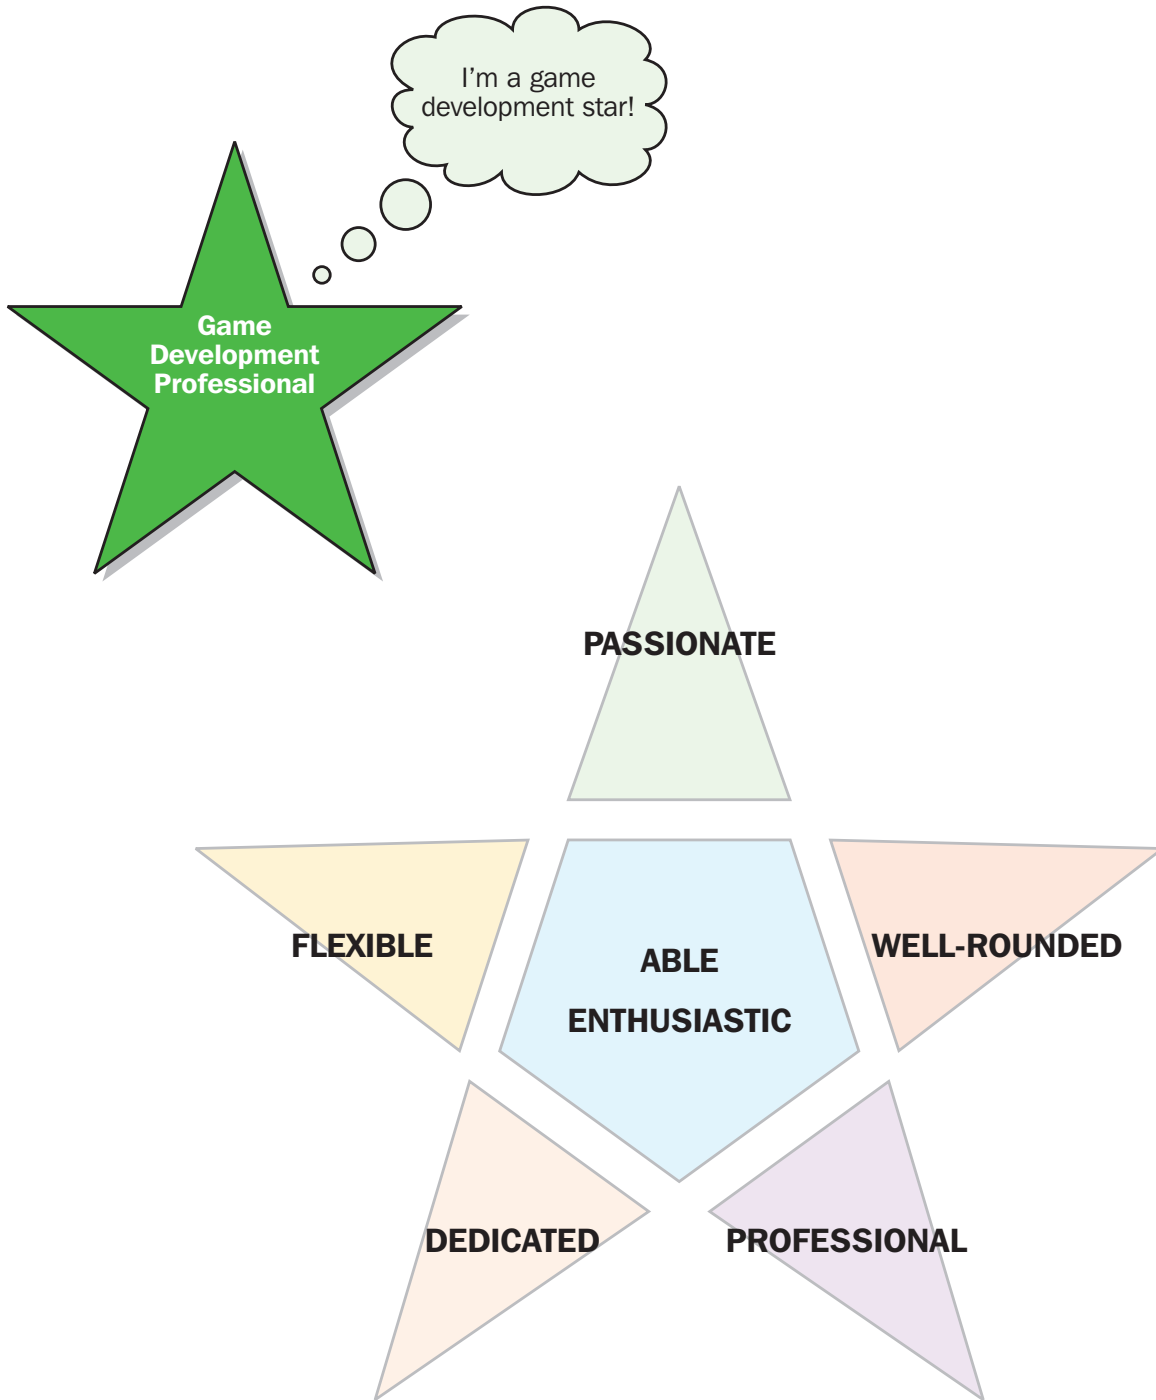 I'm a game
development star!
Game
Development
Professional
PASSIONATE
FLEXIBLE
ABLE
ENTHUSIASTIC
WELL-ROUNDED
DEDICATED
PROFESSIONAL